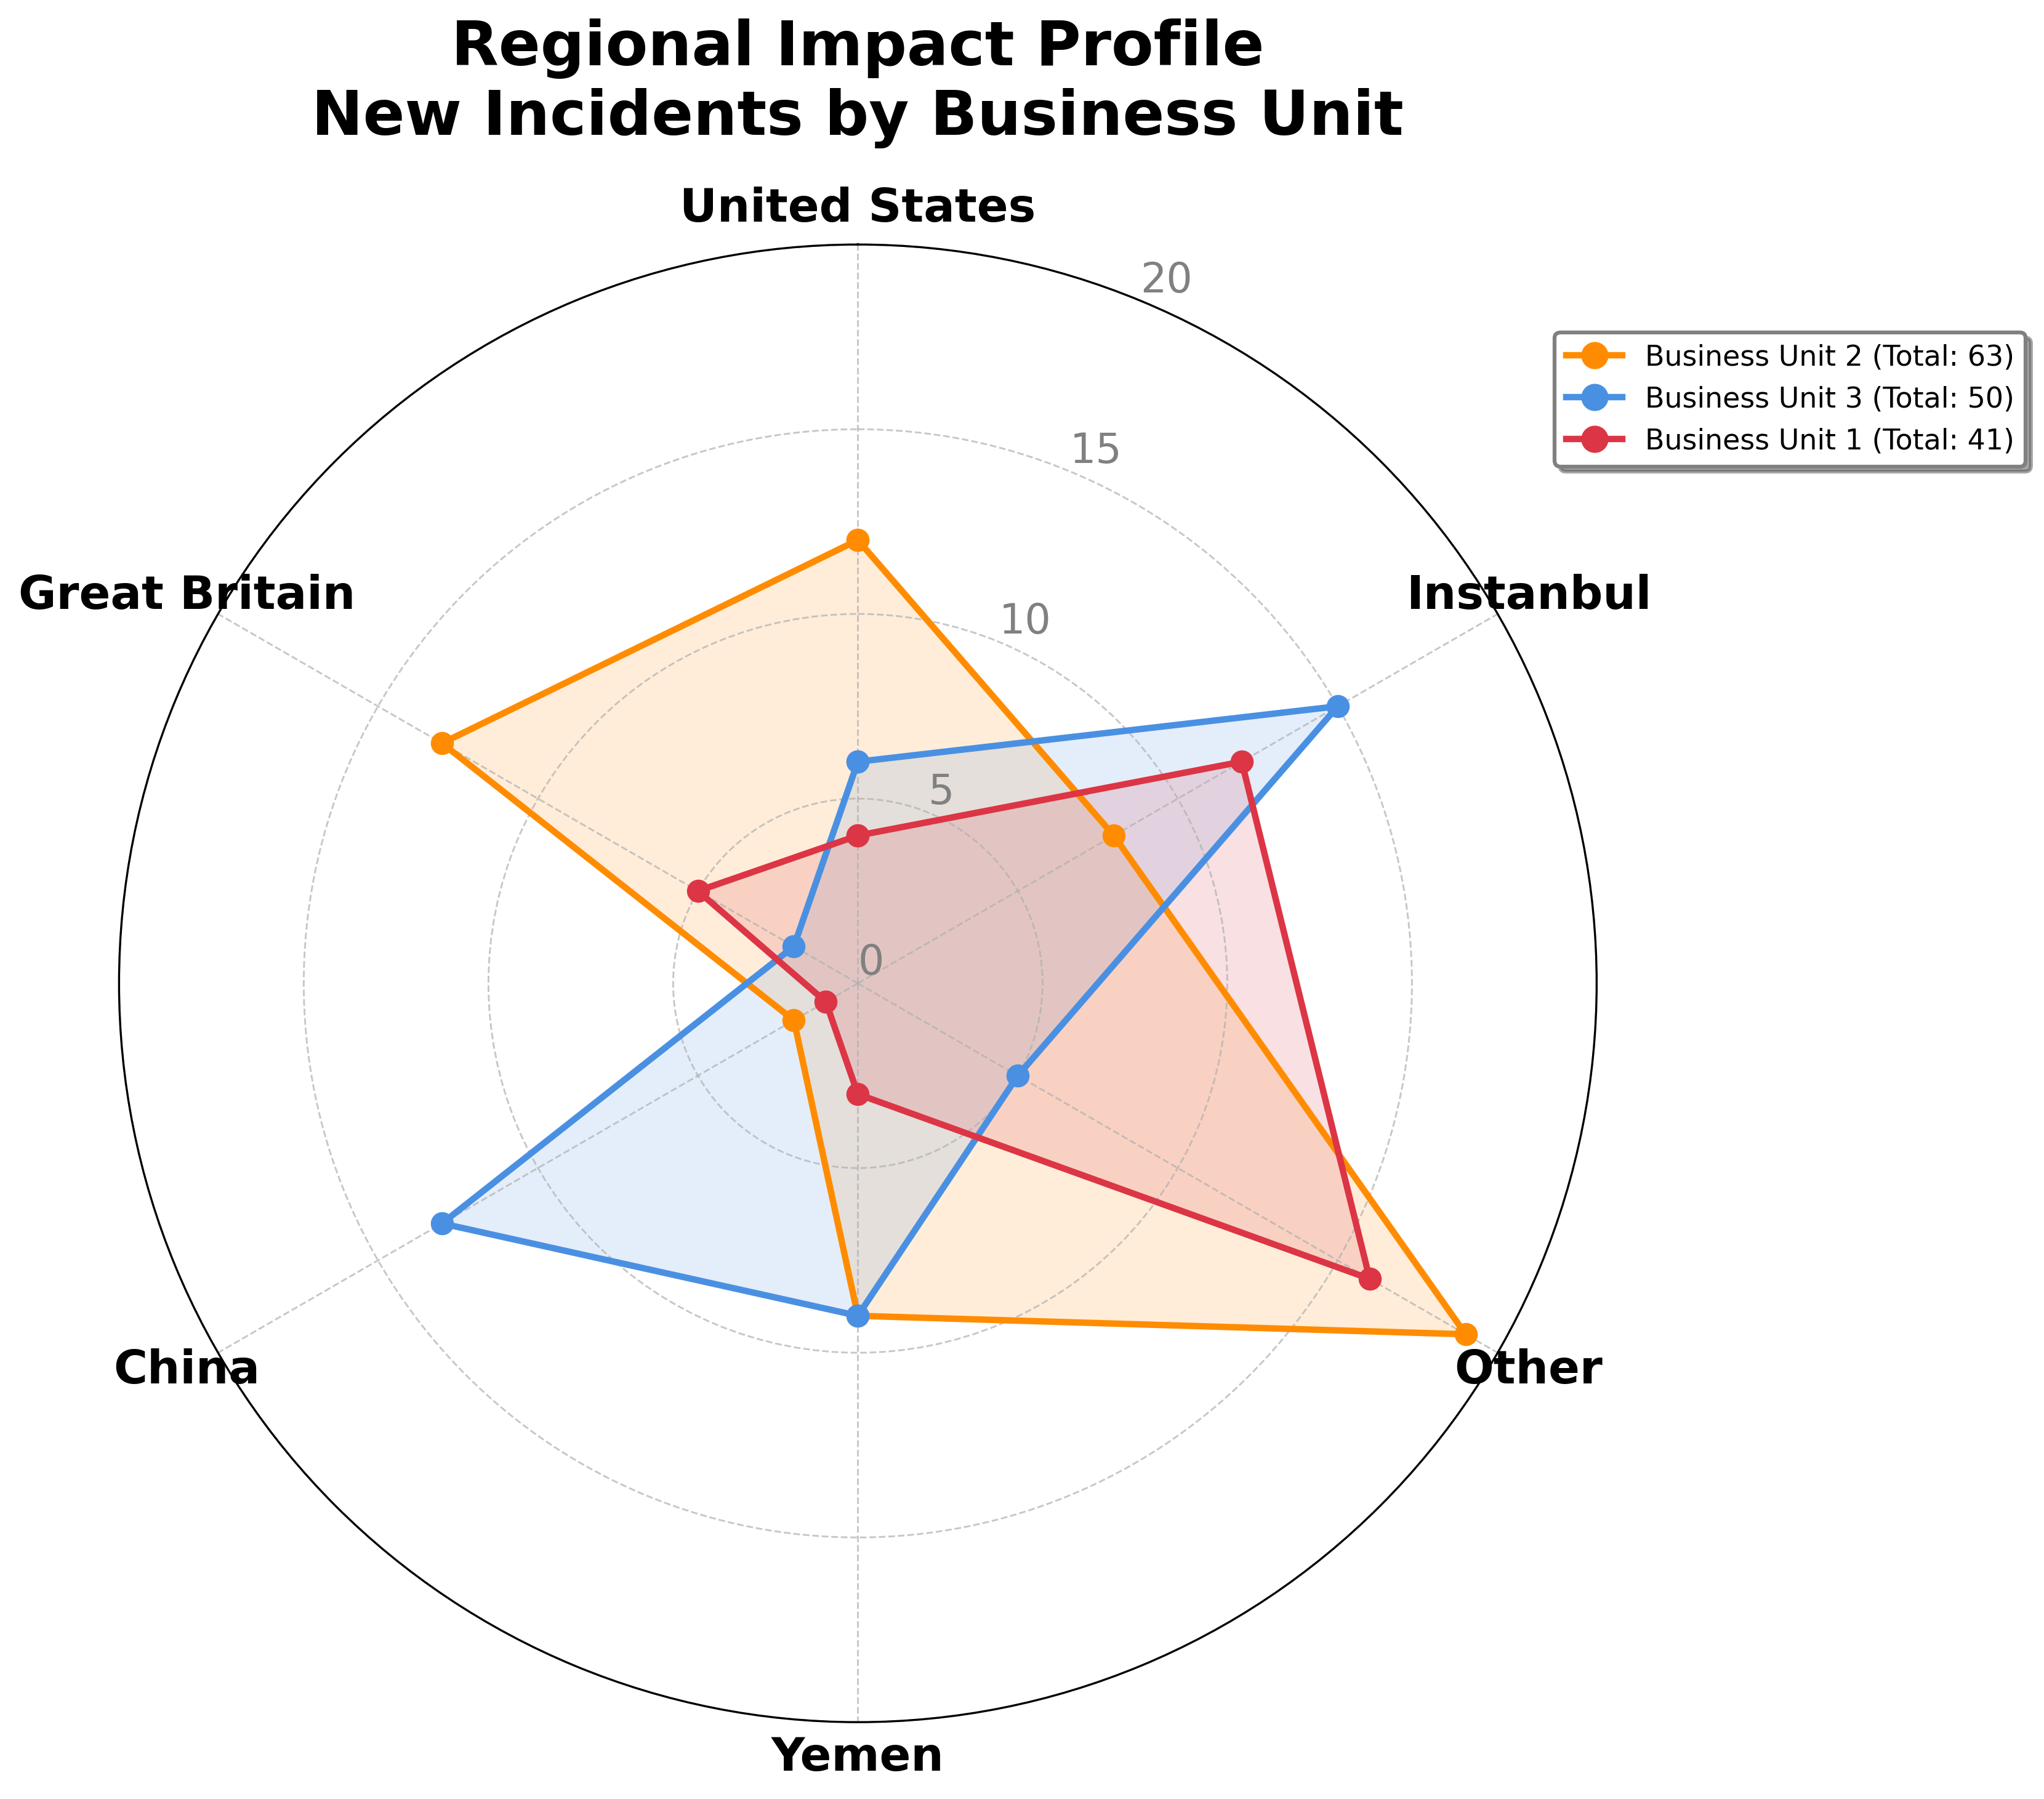 Regional Impact Profile
New Incidents by Business Unit
United States
20
Business Unit 2 (Total: 63)
Business Unit 3 (Total: 50)
Business Unit 1 (Total: 41)
15
Great Britain
Instanbul
10
5
0
China
Other
Yemen